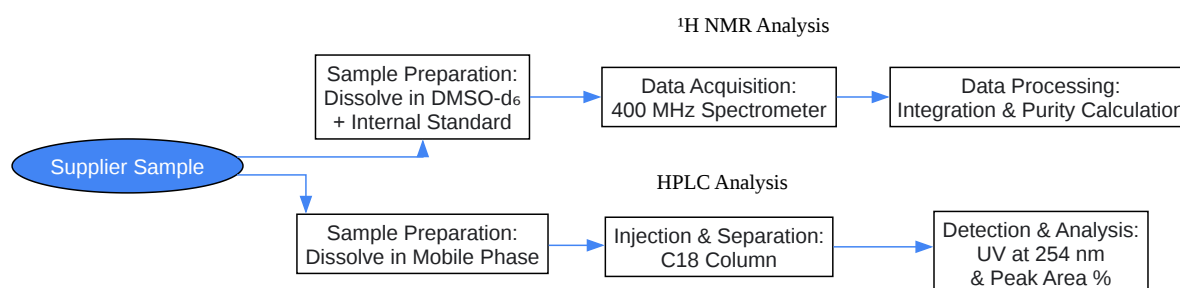 ¹H NMR Analysis
Sample Preparation:
Dissolve in DMSO-d₆
+ Internal Standard
Data Acquisition:
400 MHz Spectrometer
Data Processing:
Integration & Purity Calculation
Supplier Sample
HPLC Analysis
Sample Preparation:
Dissolve in Mobile Phase
Injection & Separation:
C18 Column
Detection & Analysis:
UV at 254 nm
& Peak Area %